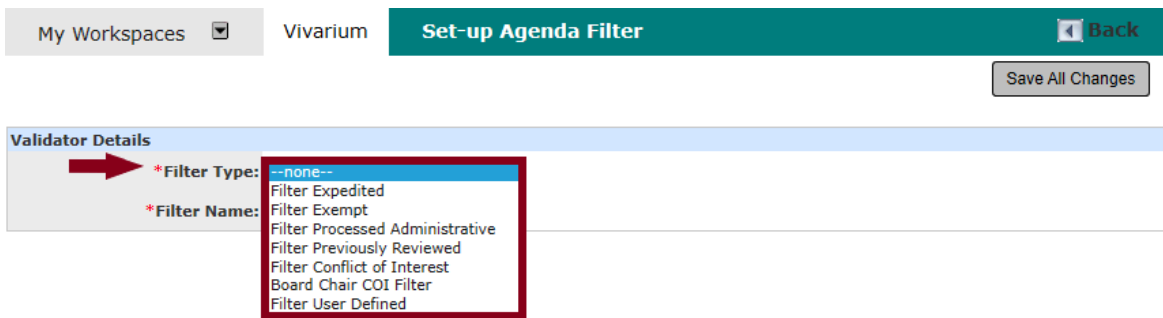 My Workspaces Vivarium Set-up Agenda Filter Back
Save All Changes
Validator Details
*Filter Type: --none--
Filter Expedited
*Filter Name: Filter Exempt
Filter Processed Administrative
Filter Previously Reviewed
Filter Conflict of Interest
Board Chair COI Filter
Filter User Defined